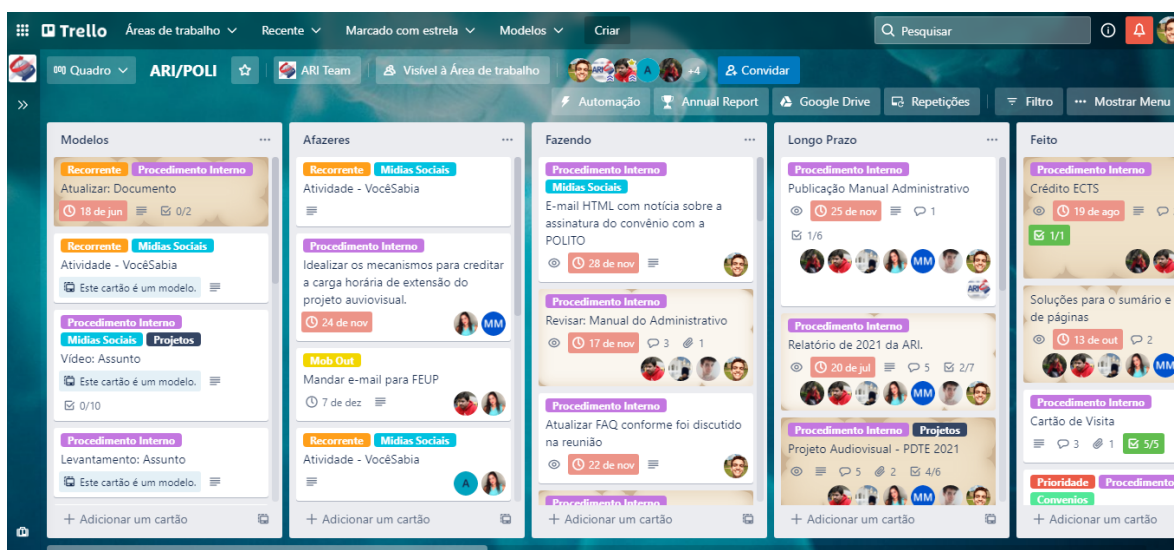 Trello Áreas de trabalho Recente Marcado com estrela Modelos Criar Pesquisar
Quadro ARI/POLI ARI Team Visível à Área de trabalho A +4 Convidar
Automação Annual Report Google Drive Repetições Filtro Mostrar Menu
Modelos
Recorrente Procedimento Interno
Atualizar: Documento
18 de jun 0/2
Recorrente Mídias Sociais
Atividade - VocêSabia
Este cartão é um modelo.
Procedimento Interno
Mídias Sociais Projetos
Vídeo: Assunto
Este cartão é um modelo.
0/10
Procedimento Interno
Levantamento: Assunto
Este cartão é um modelo.
+ Adicionar um cartão
Afazeres
Recorrente Mídias Sociais
Atividade - VocêSabia
Procedimento Interno
Idealizar os mecanismos para creditar
a carga horária de extensão do
projeto auviovisual.
24 de nov MM
Mob Out
Mandar e-mail para FEUP
7 de dez
Recorrente Mídias Sociais
Atividade - VocêSabia
A
+ Adicionar um cartão
Fazendo
Procedimento Interno
Mídias Sociais
E-mail HTML com notícia sobre a
assinatura do convênio com a
POLITO
28 de nov
Procedimento Interno
Revisar: Manual do Administrativo
17 de nov 3 1
Procedimento Interno
Atualizar FAQ conforme foi discutido
na reunião
22 de nov
Procedimento Interno
+ Adicionar um cartão
Longo Prazo
Procedimento Interno
Publicação Manual Administrativo
25 de nov 1
1/6
MM
ARI
Procedimento Interno
Relatório de 2021 da ARI.
20 de jul 5 2/7
MM
Procedimento Interno Projetos
Projeto Audiovisual - PDTE 2021
5 2 4/6
MM
+ Adicionar um cartão
Feito
Procedimento Interno
Crédito ECTS
19 de ago
1/1
Soluções para o sumário e
de páginas
13 de out 2
MM
Procedimento Interno
Cartão de Visita
3 1 5/5
Prioridade Procedimento
Convenios
+ Adicionar um cartão